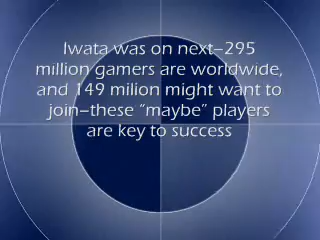 Iwata was on next–295
million gamers are worldwide,
and 149 milion might want to
join–these “maybe” players
are key to success